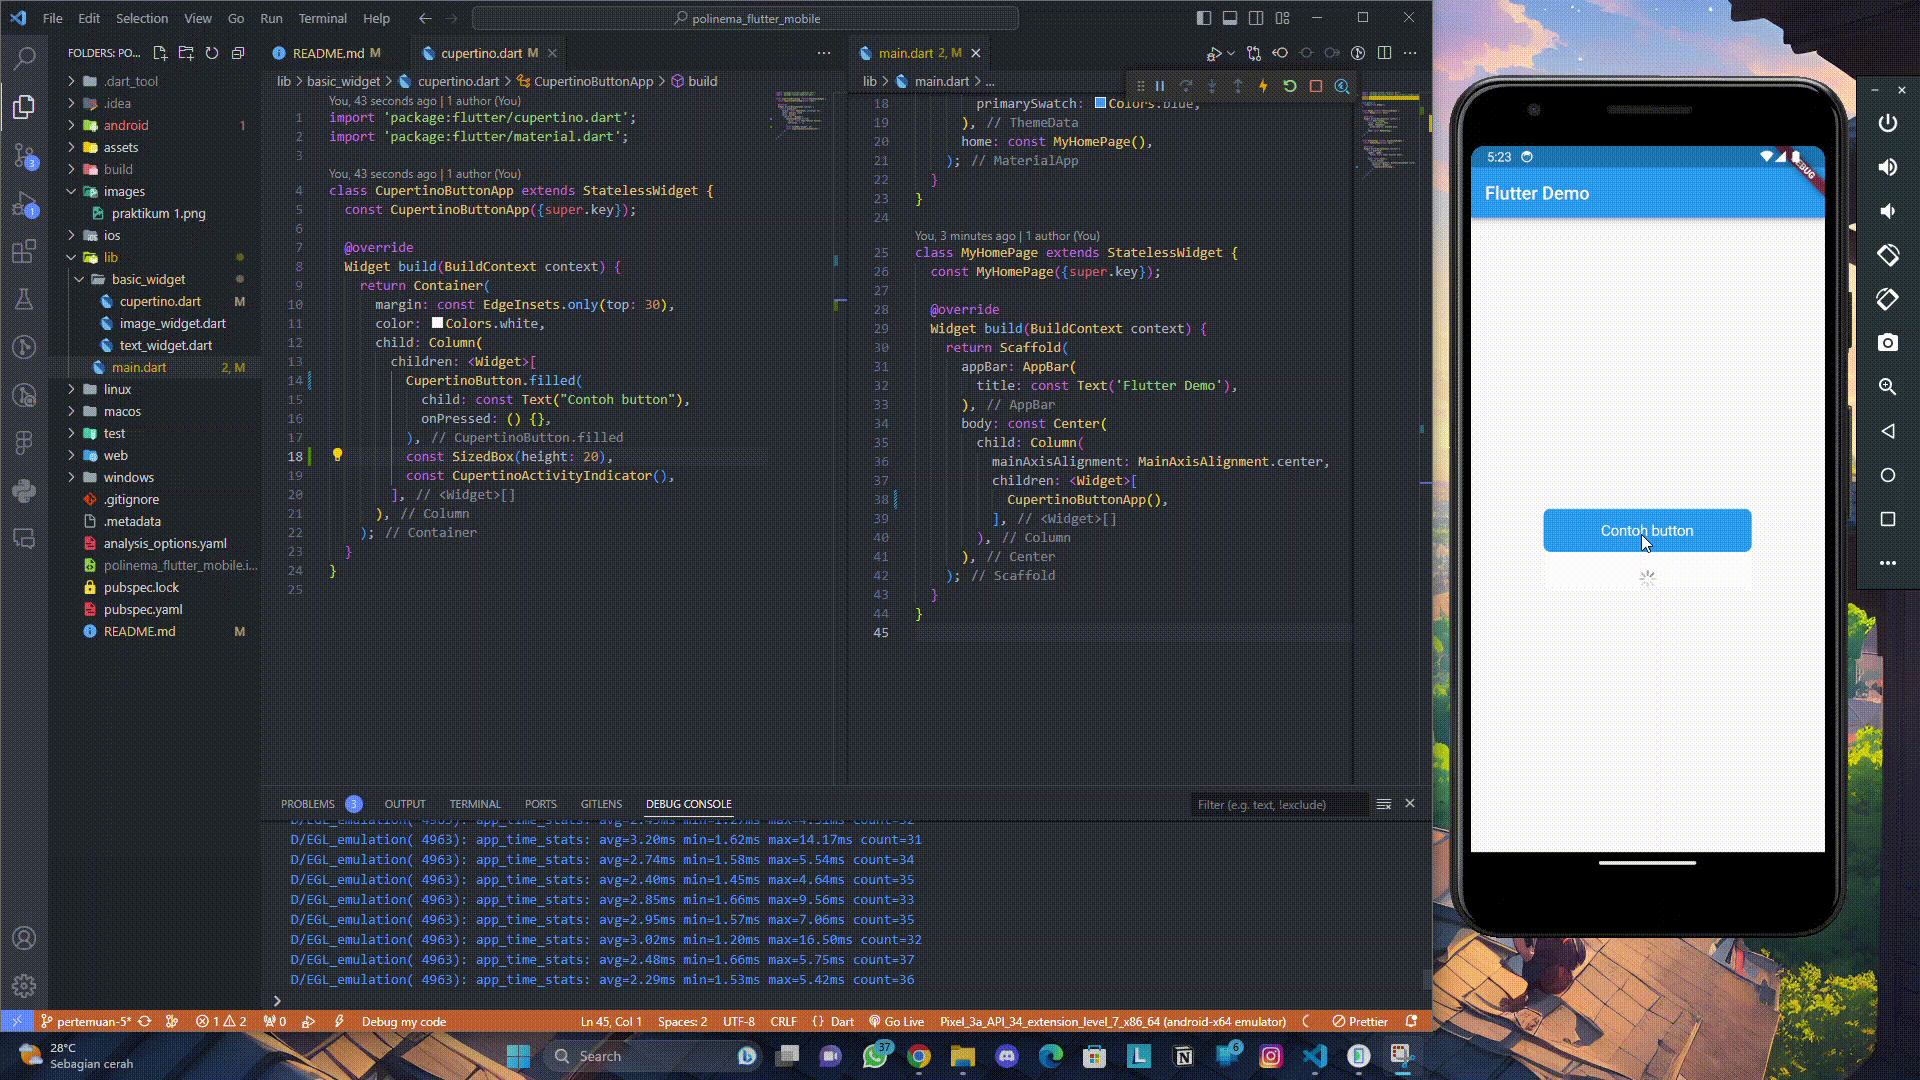 File Edit Selection View Go Run Terminal Help
polinema_flutter_mobile
FOLDERS: PO...
.dart_tool
.idea
android 1
assets
build
images
praktikum 1.png
ios
lib
basic_widget
cupertino.dart M
image_widget.dart
text_widget.dart
main.dart 2, M
linux
macos
test
web
windows
.gitignore
.metadata
analysis_options.yaml
polinema_flutter_mobile.i...
pubspec.lock
pubspec.yaml
README.md M
3
1
README.md M
cupertino.dart M
lib > basic_widget > cupertino.dart > CupertinoButtonApp > build
You, 43 seconds ago | 1 author (You)
1 import 'package:flutter/cupertino.dart';
2 import 'package:flutter/material.dart';
3
You, 43 seconds ago | 1 author (You)
4 class CupertinoButtonApp extends StatelessWidget {
5 const CupertinoButtonApp({super.key});
6
7 @override
8 Widget build(BuildContext context) {
9 return Container(
10 margin: const EdgeInsets.only(top: 30),
11 color: Colors.white,
12 child: Column(
13 children: <Widget>[
14 CupertinoButton.filled(
15 child: const Text("Contoh button"),
16 onPressed: () {},
17 ), // CupertinoButton.filled
18 const SizedBox(height: 20),
19 const CupertinoActivityIndicator(),
20 ], // <Widget>[]
21 ), // Column
22 ); // Container
23 }
24 }
25
main.dart 2, M
lib > main.dart > ...
18 primarySwatch: Colors.blue,
19 ), // ThemeData
20 home: const MyHomePage(),
21 ); // MaterialApp
22 }
23 }
24
You, 3 minutes ago | 1 author (You)
25 class MyHomePage extends StatelessWidget {
26 const MyHomePage({super.key});
27
28 @override
29 Widget build(BuildContext context) {
30 return Scaffold(
31 appBar: AppBar(
32 title: const Text('Flutter Demo'),
33 ), // AppBar
34 body: const Center(
35 child: Column(
36 mainAxisAlignment: MainAxisAlignment.center,
37 children: <Widget>[
38 CupertinoButtonApp(),
39 ], // <Widget>[]
40 ), // Column
41 ), // Center
42 ); // Scaffold
43 }
44 }
45
PROBLEMS 3 OUTPUT TERMINAL PORTS GITLENS DEBUG CONSOLE
Filter (e.g. text, !exclude)
D/EGL_emulation( 4963): app_time_stats: avg=3.20ms min=1.62ms max=14.17ms count=31
D/EGL_emulation( 4963): app_time_stats: avg=2.74ms min=1.58ms max=5.54ms count=34
D/EGL_emulation( 4963): app_time_stats: avg=2.40ms min=1.45ms max=4.64ms count=35
D/EGL_emulation( 4963): app_time_stats: avg=2.85ms min=1.66ms max=9.56ms count=33
D/EGL_emulation( 4963): app_time_stats: avg=2.95ms min=1.57ms max=7.06ms count=35
D/EGL_emulation( 4963): app_time_stats: avg=3.02ms min=1.20ms max=16.50ms count=32
D/EGL_emulation( 4963): app_time_stats: avg=2.48ms min=1.66ms max=5.75ms count=37
D/EGL_emulation( 4963): app_time_stats: avg=2.29ms min=1.53ms max=5.42ms count=36
pertemuan-5* 1 2 0 Debug my code Ln 45, Col 1 Spaces: 2 UTF-8 CRLF {} Dart Go Live Pixel_3a_API_34_extension_level_7_x86_64 (android-x64 emulator) Prettier
5:23
DEBUG
Flutter Demo
Contoh button
28°C
Sebagian cerah
Search
37
6